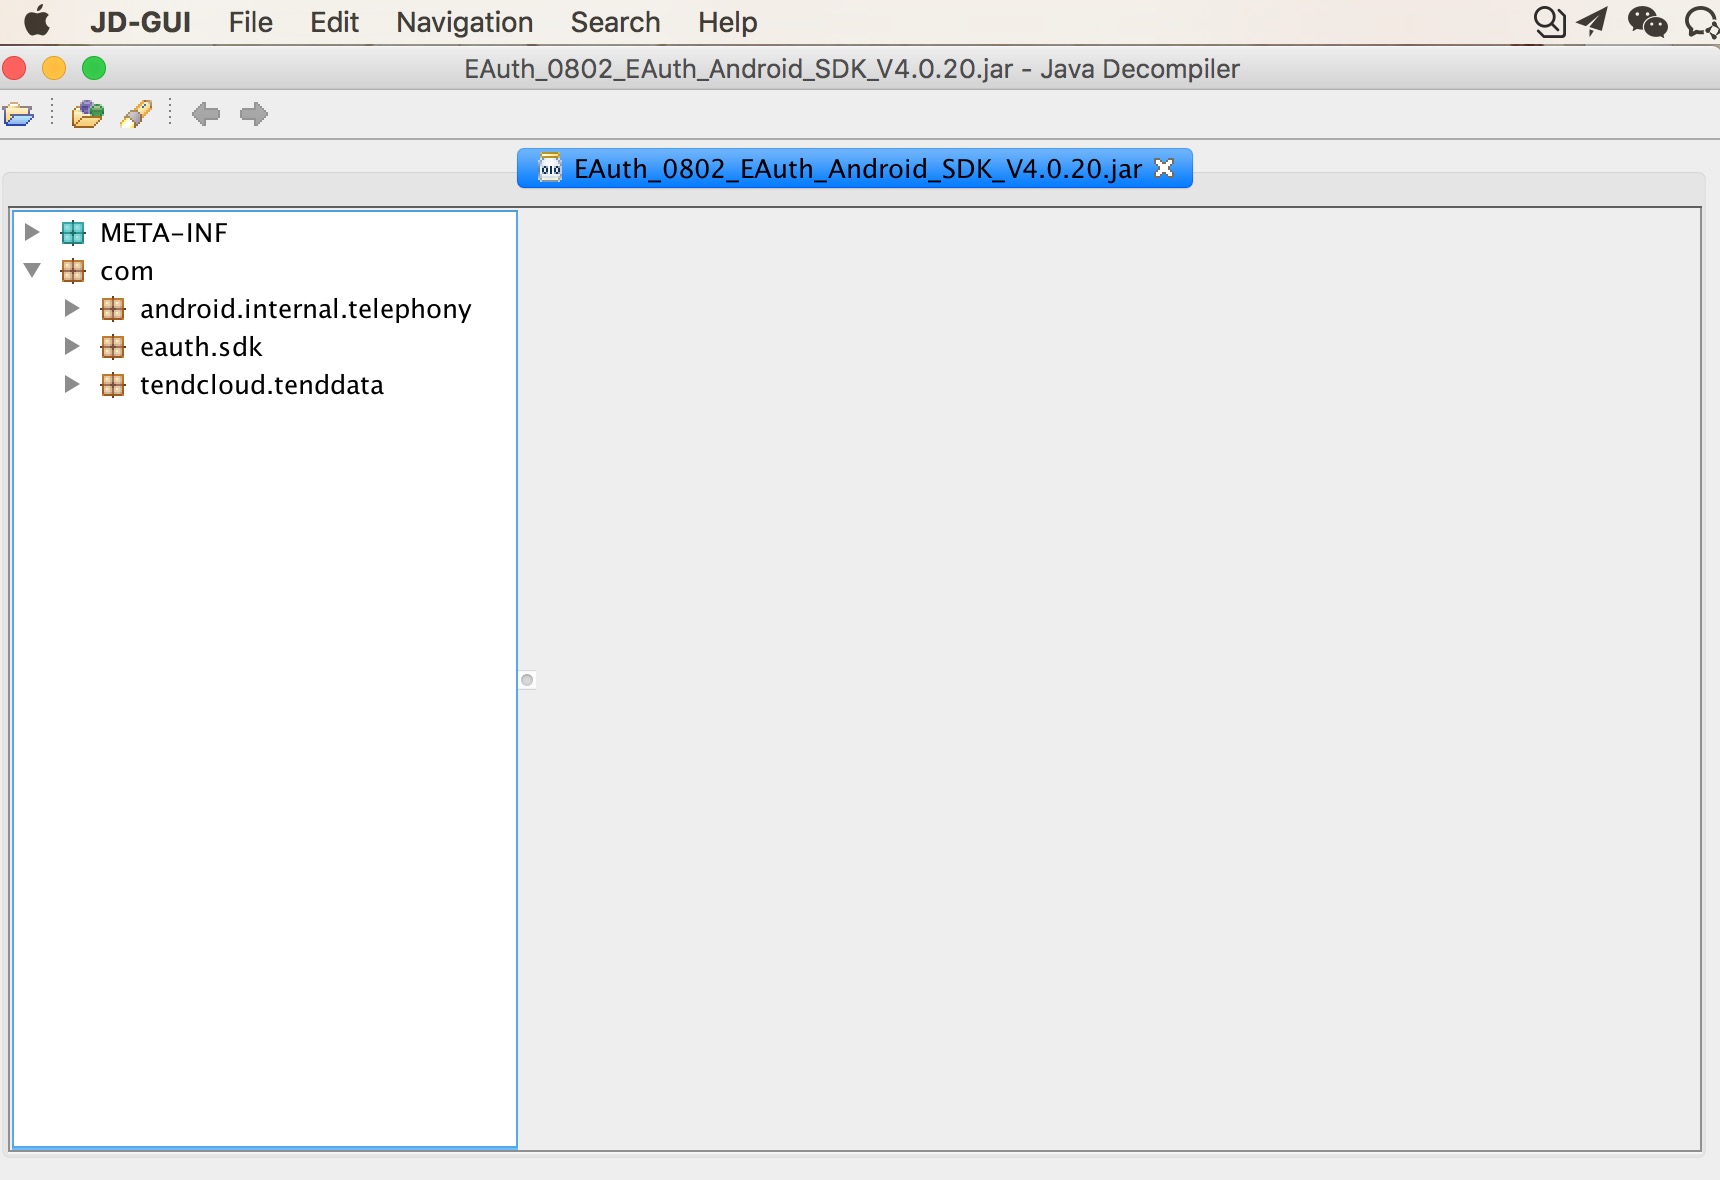 JD-GUI File Edit Navigation Search Help
EAuth_0802_EAuth_Android_SDK_V4.0.20.jar - Java Decompiler
EAuth_0802_EAuth_Android_SDK_V4.0.20.jar
META-INF
com
android.internal.telephony
eauth.sdk
tendcloud.tenddata